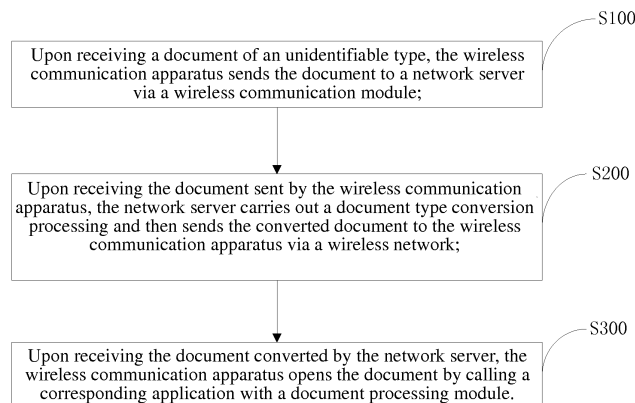 S100
Upon receiving a document of an unidentifiable type, the wireless
communication apparatus sends the document to a network server
via a wireless communication module;
S200
Upon receiving the document sent by the wireless communication
apparatus, the network server carries out a document type conversion
processing and then sends the converted document to the wireless
communication apparatus via a wireless network;
S300
Upon receiving the document converted by the network server, the
wireless communication apparatus opens the document by calling a
corresponding application with a document processing module.